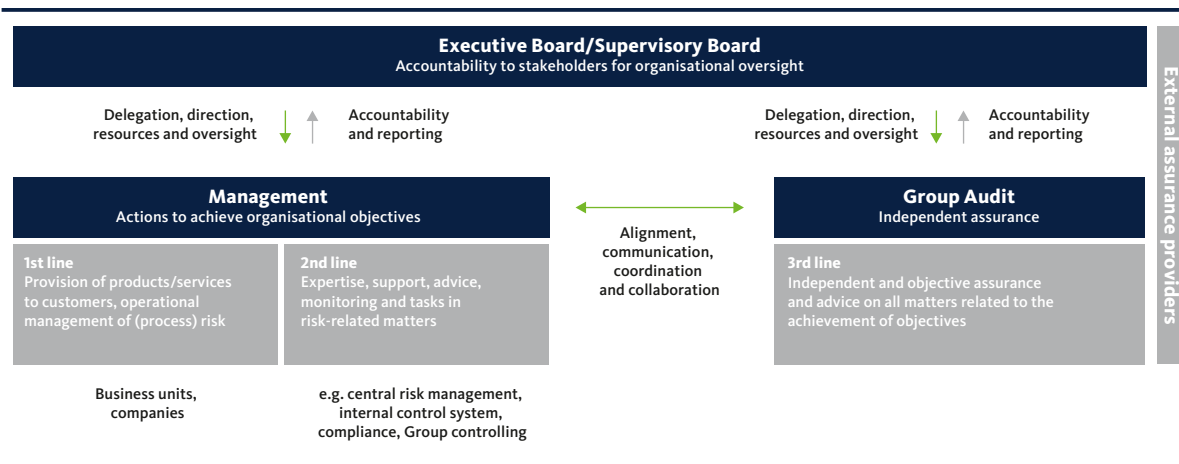 Executive Board/Supervisory Board
Accountability to stakeholders for organisational oversight
Delegation, direction,
resources and oversight
Accountability
and reporting
Delegation, direction,
resources and oversight
Accountability
and reporting
Management
Actions to achieve organisational objectives
Alignment,
communication,
coordination
and collaboration
Group Audit
Independent assurance
1st line
Provision of products/services
to customers, operational
management of (process) risk
2nd line
Expertise, support, advice,
monitoring and tasks in
risk-related matters
3rd line
Independent and objective assurance
and advice on all matters related to the
achievement of objectives
Business units,
companies
e.g. central risk management,
internal control system,
compliance, Group controlling
External assurance providers